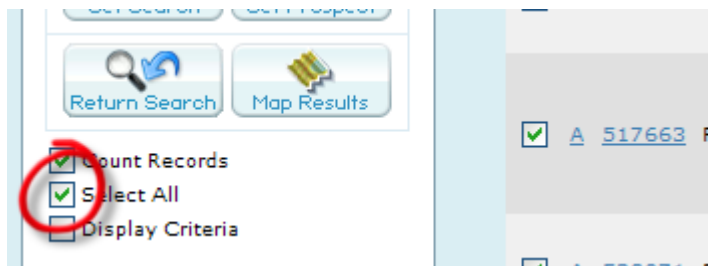 Return Search
Map Results
Count Records
Select All
Display Criteria
A 517663